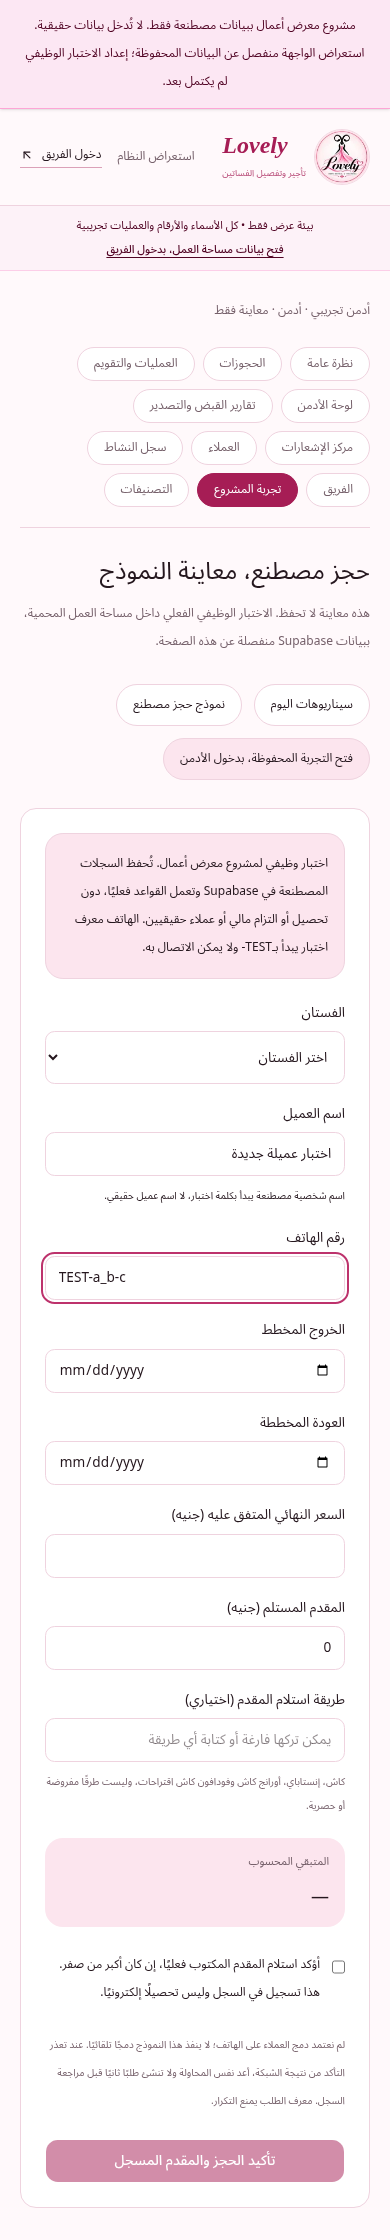 مشروع معرض أعمال ببيانات مصطنعة فقط. لا تُدخل بيانات حقيقية.
استعراض الواجهة منفصل عن البيانات المحفوظة؛ إعداد الاختبار الوظيفي
لم يكتمل بعد.
Lovely
Lovely
تأجير وتفصيل الفساتين
استعراض النظام
دخول الفريق
بيئة عرض فقط • كل الأسماء والأرقام والعمليات تجريبية
فتح بيانات مساحة العمل، بدخول الفريق
أدمن تجريبي · أدمن · معاينة فقط
نظرة عامة
الحجوزات
العمليات والتقويم
لوحة الأدمن
تقارير القبض والتصدير
مركز الإشعارات
العملاء
سجل النشاط
الفريق
تجربة المشروع
التصنيفات
حجز مصطنع، معاينة النموذج
هذه معاينة لا تحفظ. الاختبار الوظيفي الفعلي داخل مساحة العمل المحمية،
ببيانات Supabase منفصلة عن هذه الصفحة.
سيناريوهات اليوم
نموذج حجز مصطنع
فتح التجربة المحفوظة، بدخول الأدمن
اختبار وظيفي لمشروع معرض أعمال. تُحفظ السجلات
المصطنعة في Supabase وتعمل القواعد فعليًا، دون
تحصيل أو التزام مالي أو عملاء حقيقيين. الهاتف معرف
اختبار يبدأ بـTEST- ولا يمكن الاتصال به.
الفستان
اختر الفستان
اسم العميل
اختبار عميلة جديدة
اسم شخصية مصطنعة يبدأ بكلمة اختبار، لا اسم عميل حقيقي.
رقم الهاتف
TEST-a_b-c
الخروج المخطط
mm/dd/yyyy
العودة المخططة
mm/dd/yyyy
السعر النهائي المتفق عليه (جنيه)
المقدم المستلم (جنيه)
0
طريقة استلام المقدم (اختياري)
يمكن تركها فارغة أو كتابة أي طريقة
كاش، إنستاباي، أورانج كاش وفودافون كاش اقتراحات، وليست طرقًا مفروضة
أو حصرية.
المتبقي المحسوب
—
أؤكد استلام المقدم المكتوب فعليًا، إن كان أكبر من صفر.
هذا تسجيل في السجل وليس تحصيلًا إلكترونيًا.
لم نعتمد دمج العملاء على الهاتف؛ لا ينفذ هذا النموذج دمجًا تلقائيًا. عند تعذر
التأكد من نتيجة الشبكة، أعد نفس المحاولة ولا تنشئ طلبًا ثانيًا قبل مراجعة
السجل. معرف الطلب يمنع التكرار.
تأكيد الحجز والمقدم المسجل